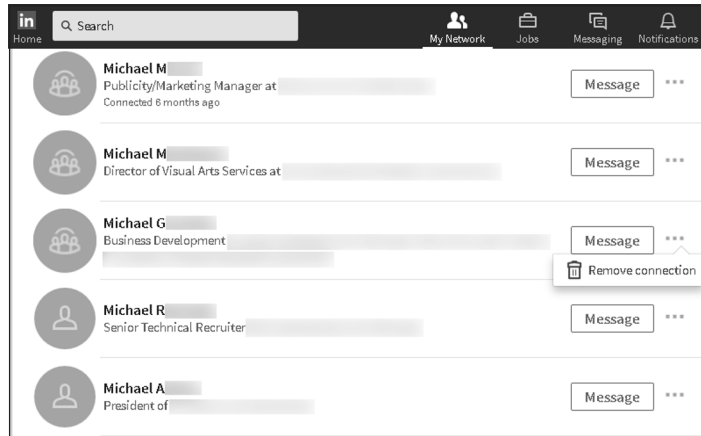 in
Home
Search
My Network
Jobs
Messaging
Notifications
Michael M
Publicity/Marketing Manager at
Connected 6 months ago
Message
Michael M
Director of Visual Arts Services at
Message
Michael G
Business Development
Message
Remove connection
Michael R
Senior Technical Recruiter
Message
Michael A
President of
Message